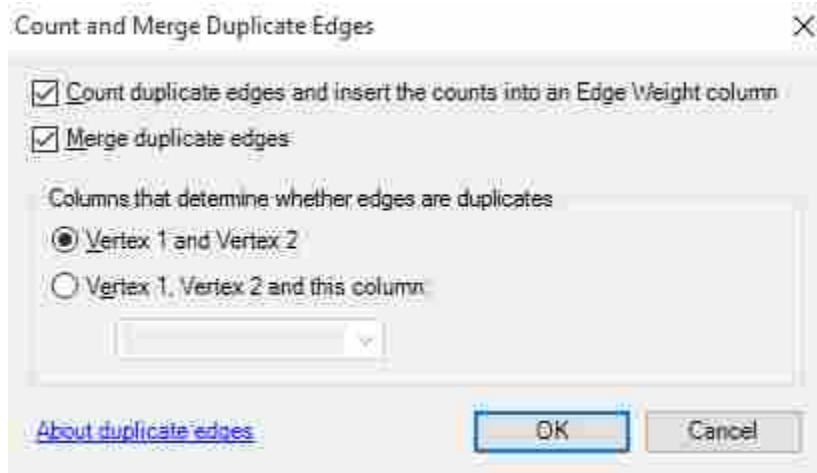 Count and Merge Duplicate Edges
Count duplicate edges and insert the counts into an Edge Weight column
Merge duplicate edges
Columns that determine whether edges are duplicates
Vertex 1 and Vertex 2
Vertex 1, Vertex 2 and this column:
About duplicate edges
OK
Cancel